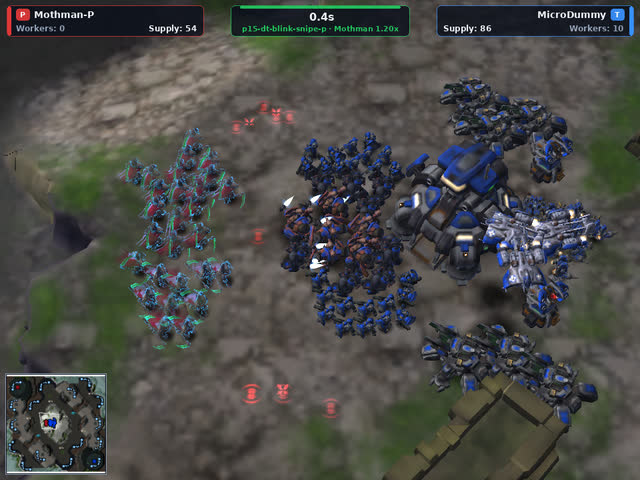 P Mothman-P
Workers: 0 Supply: 54
0.4s
p15-dt-blink-snipe-p · Mothman 1.20x
MicroDummy T
Supply: 86 Workers: 10